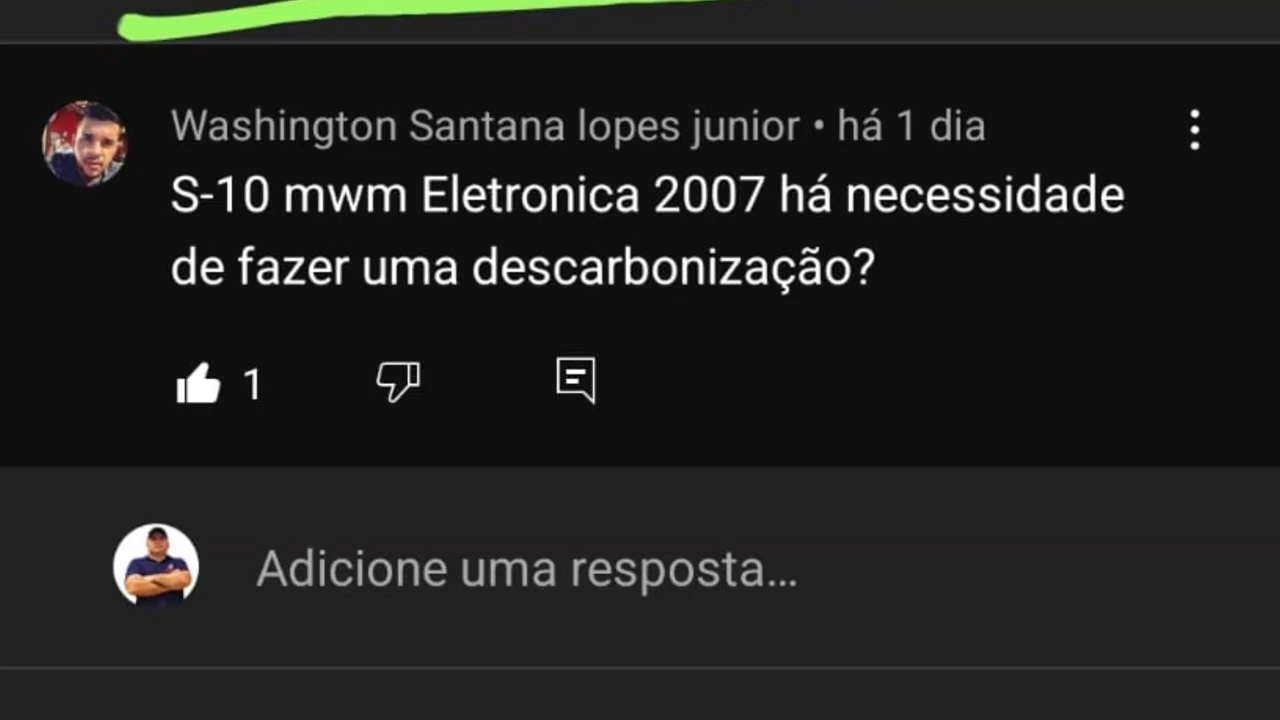 Washington Santana lopes junior • há 1 dia
S-10 mwm Eletronica 2007 há necessidade
de fazer uma descarbonização?
1
Adicione uma resposta...